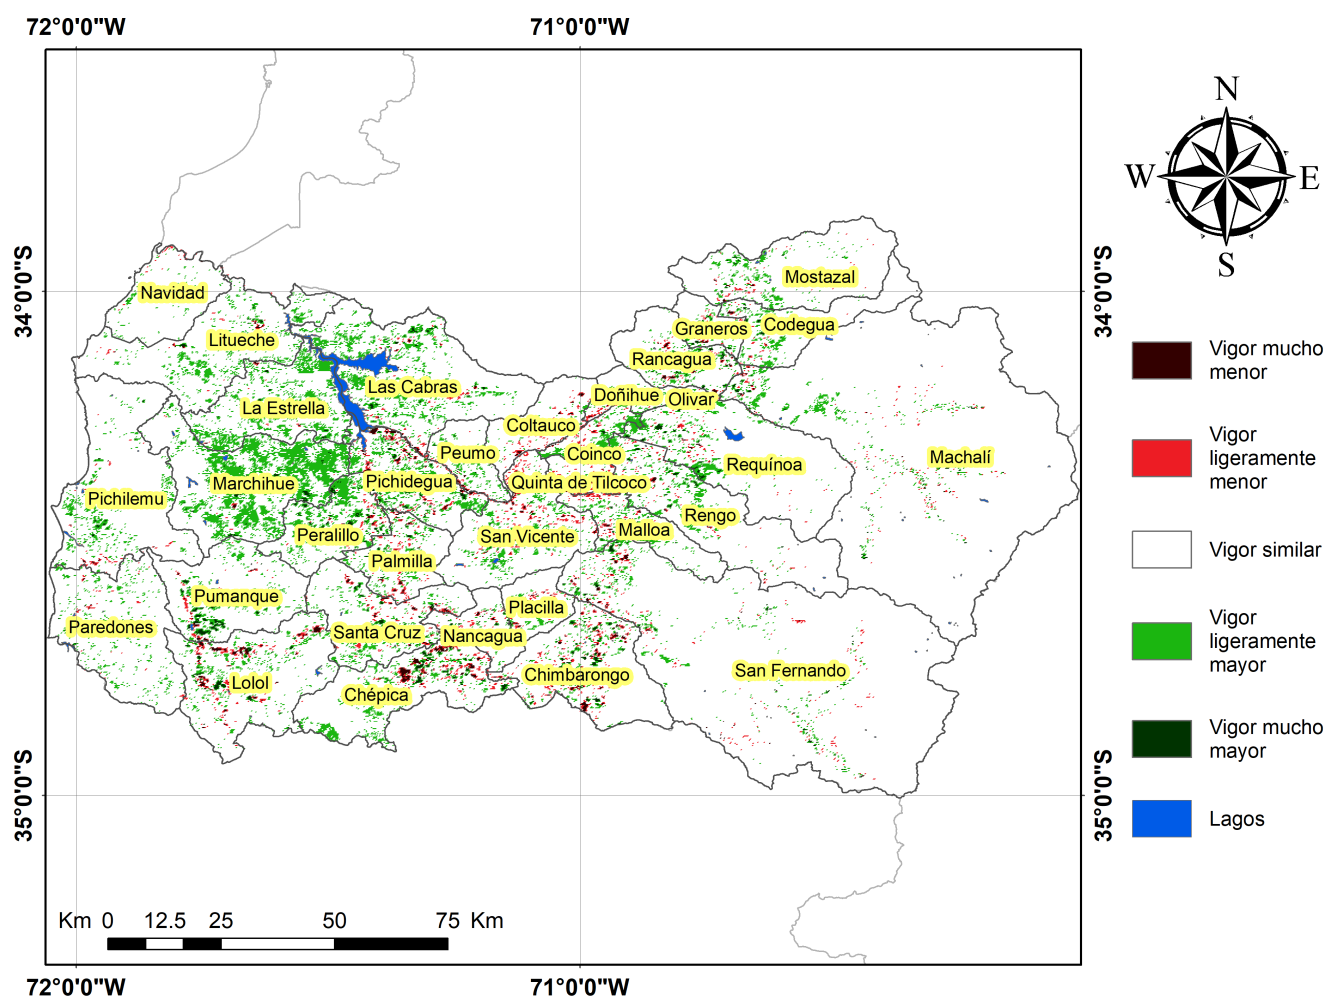 72°0'0"W
71°0'0"W
N
W
E
S
34°0'0"S
34°0'0"S
Mostazal
Navidad
Codegua
Graneros
Litueche
Rancagua
Las Cabras
Doñihue
Olivar
La Estrella
Coltauco
Peumo
Coinco
Requínoa
Machalí
Marchihue
Pichidegua
Quinta de Tilcoco
Pichilemu
Rengo
Peralillo
San Vicente
Malloa
Palmilla
Pumanque
Placilla
Paredones
Santa Cruz
Nancagua
Lolol
Chimbarongo
San Fernando
Chépica
35°0'0"S
35°0'0"S
Vigor mucho
menor
Vigor
ligeramente
menor
Vigor similar
Vigor
ligeramente
mayor
Vigor mucho
mayor
Lagos
Km 0 12.5 25 50 75 Km
72°0'0"W
71°0'0"W